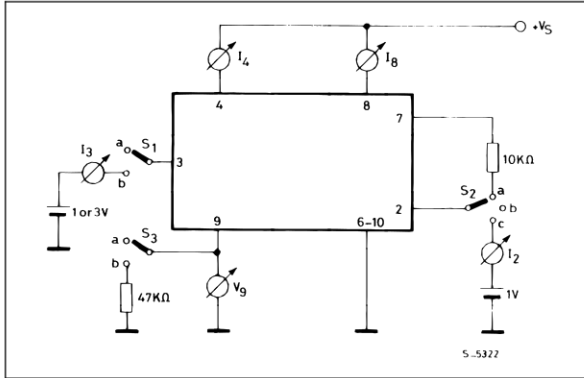 +VS
I4
I8
4
8
7
I3
a
S1
3
b
10KΩ
S2
a
b
c
2
1 or 3V
9
6-10
a
S3
b
I2
V9
47KΩ
1V
S-5322